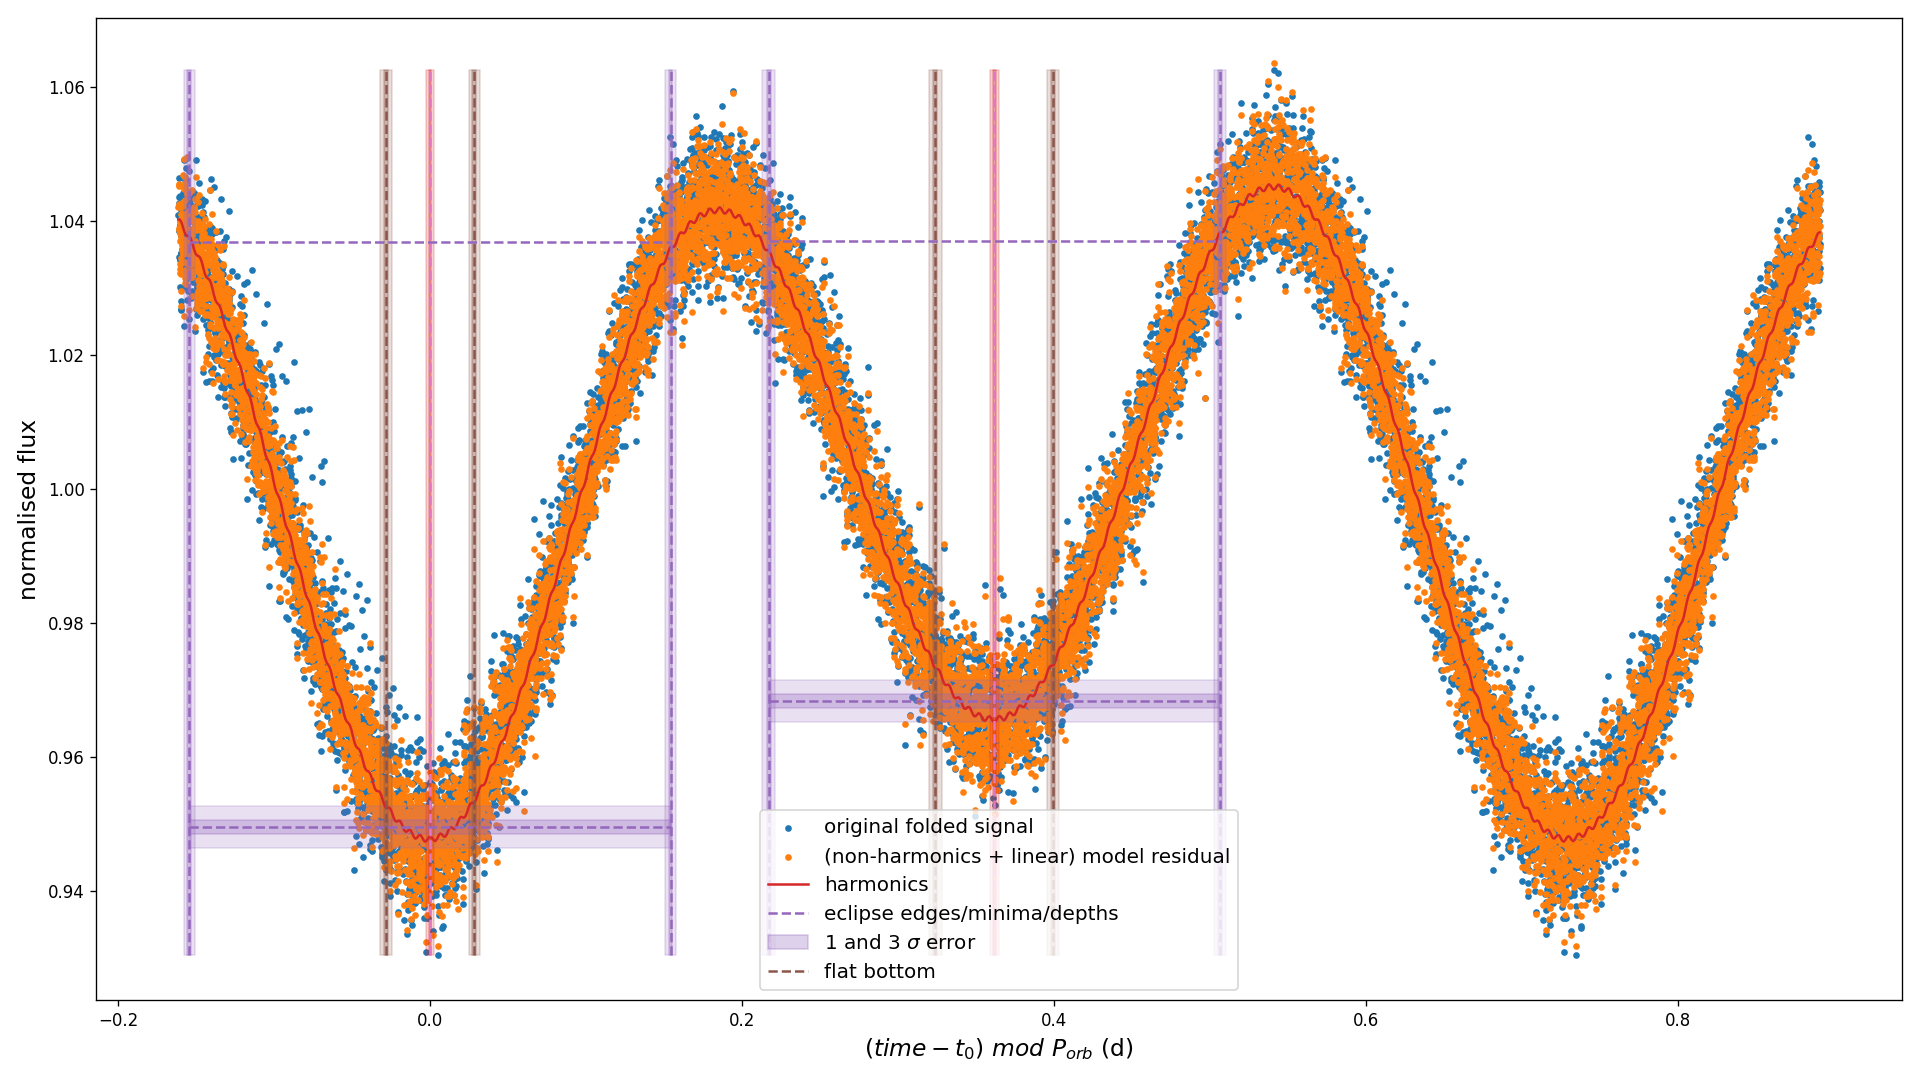 normalised flux
1.06
1.04
1.02
1.00
0.98
0.96
0.94
original folded signal
(non-harmonics + linear) model residual
harmonics
eclipse edges/minima/depths
1 and 3 σ error
flat bottom
−0.2 0.0 0.2 0.4 0.6 0.8
(time − t₀) mod Pₒᵣb (d)